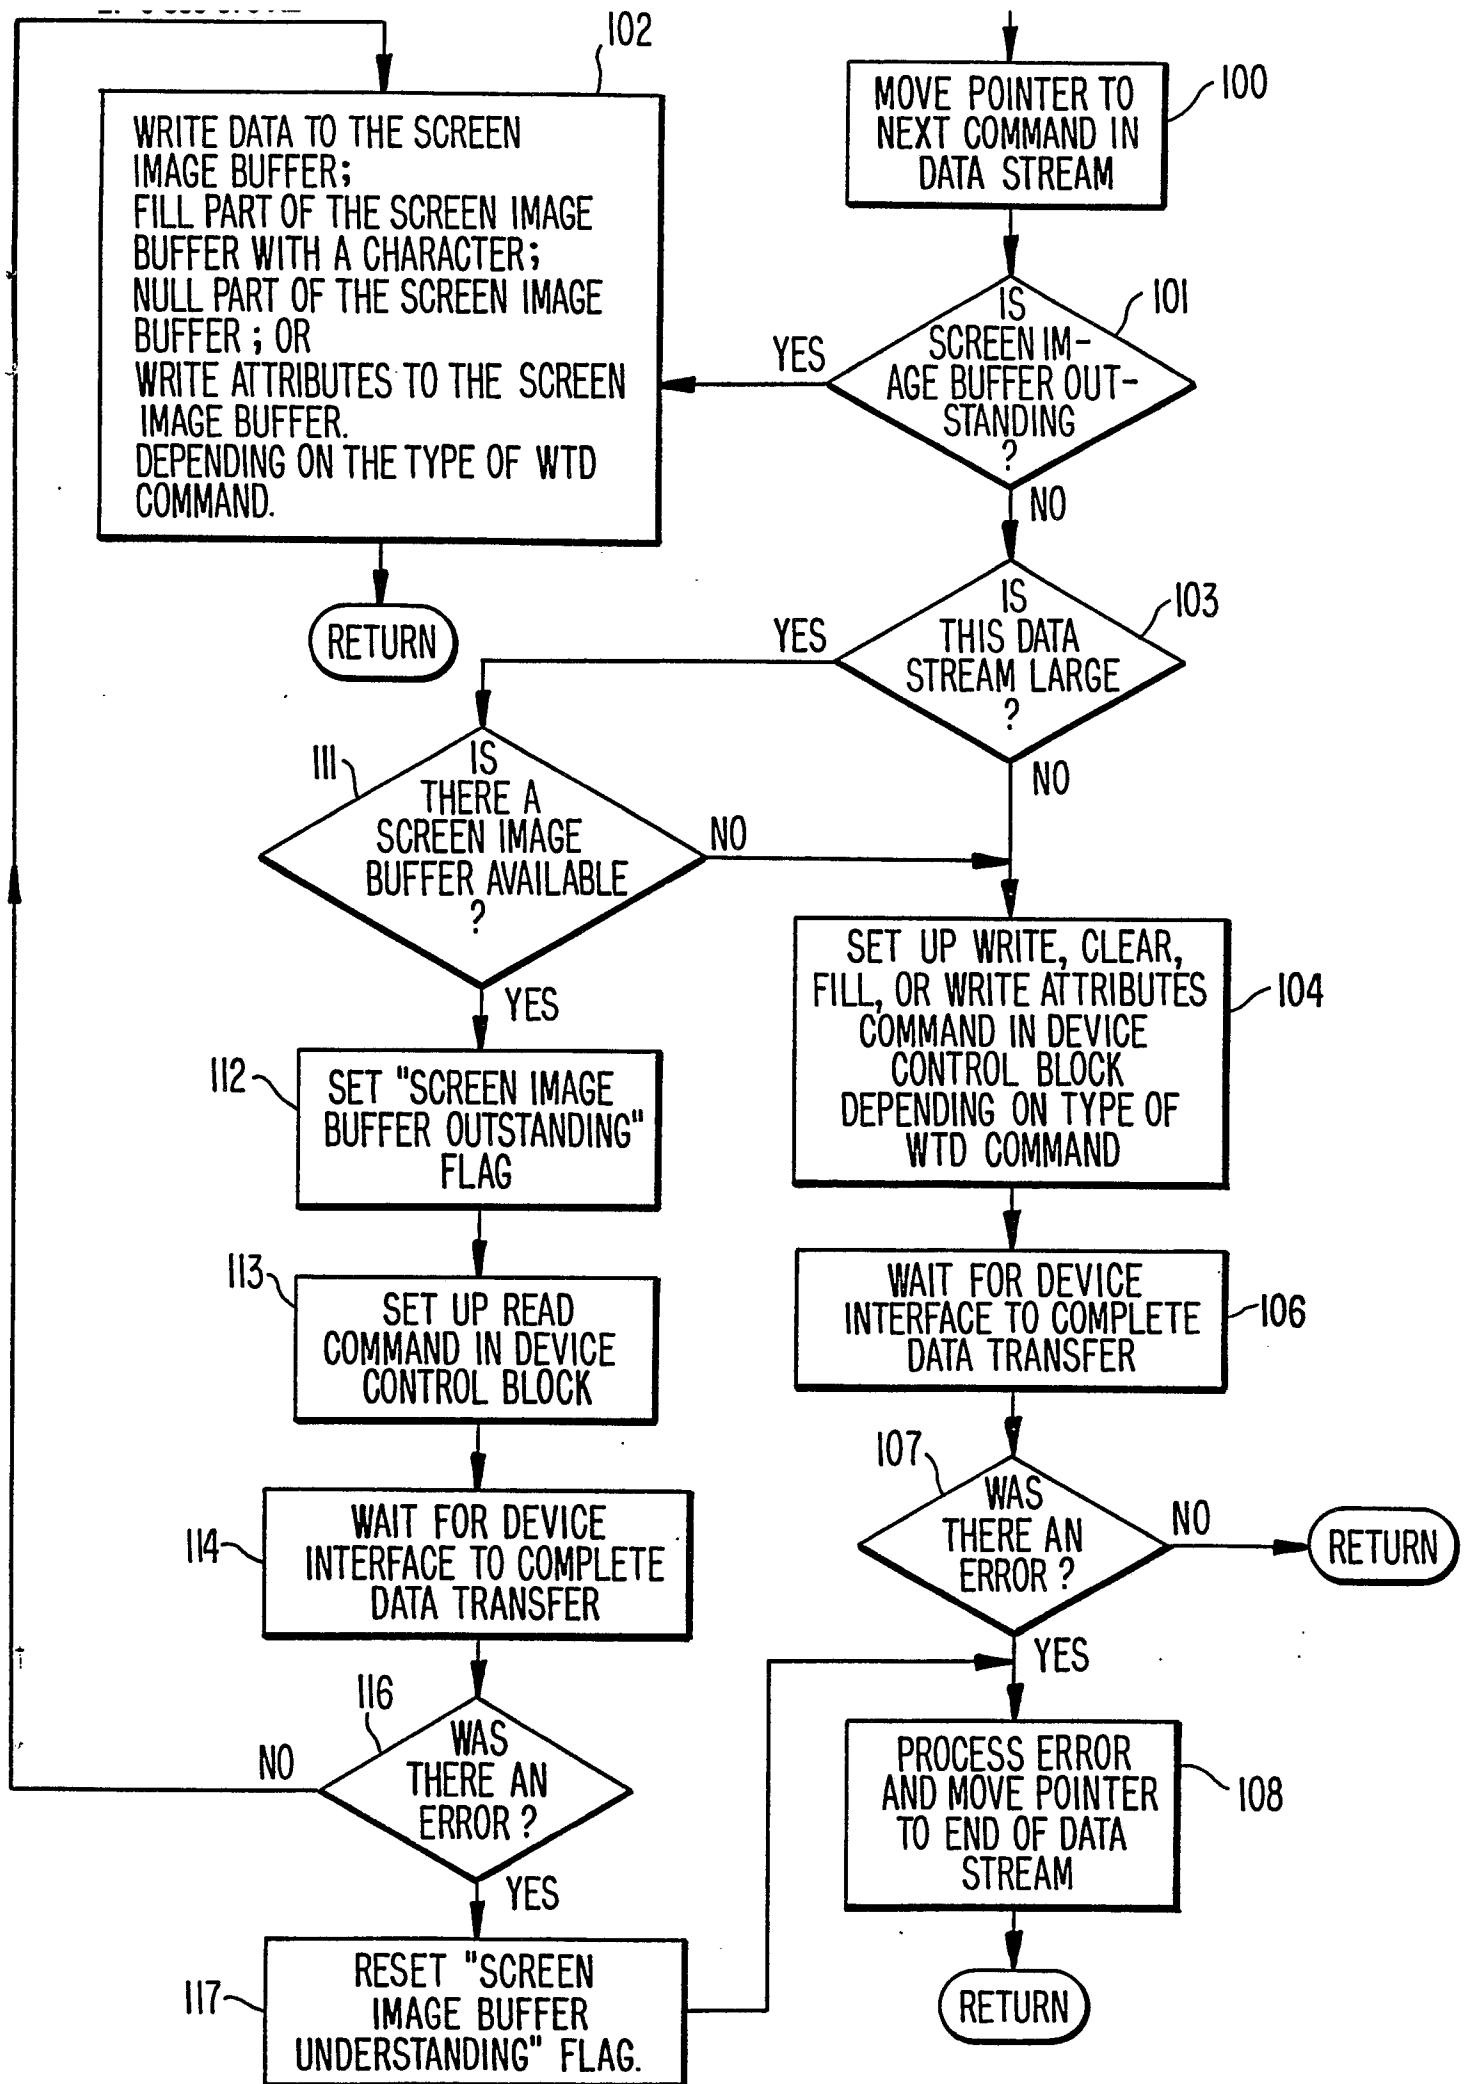 102
WRITE DATA TO THE SCREEN
IMAGE BUFFER;
FILL PART OF THE SCREEN IMAGE
BUFFER WITH A CHARACTER;
NULL PART OF THE SCREEN IMAGE
BUFFER; OR
WRITE ATTRIBUTES TO THE SCREEN
IMAGE BUFFER.
DEPENDING ON THE TYPE OF WTD
COMMAND.
RETURN
100
MOVE POINTER TO
NEXT COMMAND IN
DATA STREAM
101
IS
SCREEN IM-
AGE BUFFER OUT-
STANDING
?
YES
NO
103
IS
THIS DATA
STREAM LARGE
?
YES
NO
111
IS
THERE A
SCREEN IMAGE
BUFFER AVAILABLE
?
NO
YES
104
SET UP WRITE, CLEAR,
FILL, OR WRITE ATTRIBUTES
COMMAND IN DEVICE
CONTROL BLOCK
DEPENDING ON TYPE OF
WTD COMMAND
112
SET "SCREEN IMAGE
BUFFER OUTSTANDING"
FLAG
113
SET UP READ
COMMAND IN DEVICE
CONTROL BLOCK
106
WAIT FOR DEVICE
INTERFACE TO COMPLETE
DATA TRANSFER
107
WAS
THERE AN
ERROR?
NO
RETURN
YES
114
WAIT FOR DEVICE
INTERFACE TO COMPLETE
DATA TRANSFER
116
WAS
THERE AN
ERROR?
NO
YES
108
PROCESS ERROR
AND MOVE POINTER
TO END OF DATA
STREAM
RETURN
117
RESET "SCREEN
IMAGE BUFFER
UNDERSTANDING" FLAG.